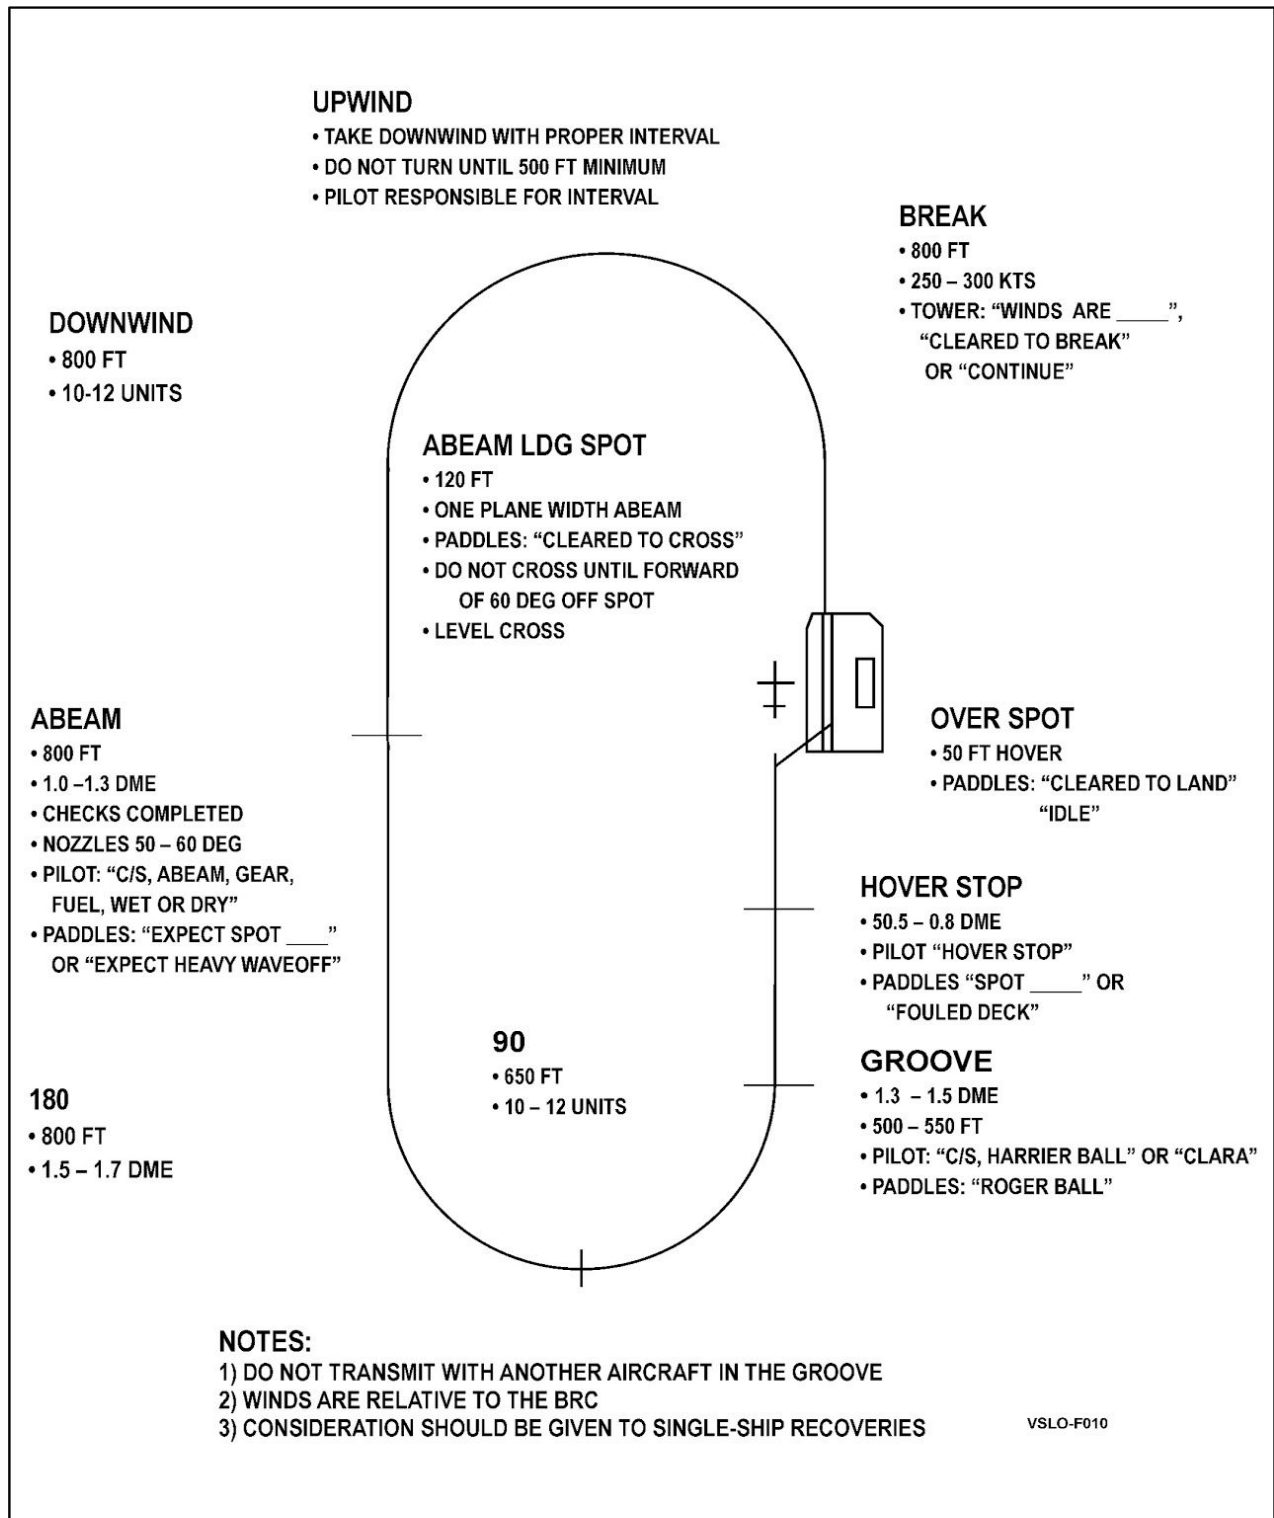 UPWIND
• TAKE DOWNWIND WITH PROPER INTERVAL
• DO NOT TURN UNTIL 500 FT MINIMUM
• PILOT RESPONSIBLE FOR INTERVAL
BREAK
• 800 FT
• 250 – 300 KTS
• TOWER: “WINDS ARE _____”,
“CLEARED TO BREAK”
OR “CONTINUE”
DOWNWIND
• 800 FT
• 10-12 UNITS
ABEAM LDG SPOT
• 120 FT
• ONE PLANE WIDTH ABEAM
• PADDLES: “CLEARED TO CROSS”
• DO NOT CROSS UNTIL FORWARD
OF 60 DEG OFF SPOT
• LEVEL CROSS
ABEAM
• 800 FT
• 1.0 –1.3 DME
• CHECKS COMPLETED
• NOZZLES 50 – 60 DEG
• PILOT: “C/S, ABEAM, GEAR,
FUEL, WET OR DRY”
• PADDLES: “EXPECT SPOT ____”
OR “EXPECT HEAVY WAVEOFF”
OVER SPOT
• 50 FT HOVER
• PADDLES: “CLEARED TO LAND”
“IDLE”
HOVER STOP
• 50.5 – 0.8 DME
• PILOT “HOVER STOP”
• PADDLES “SPOT _____” OR
“FOULED DECK”
90
• 650 FT
• 10 – 12 UNITS
GROOVE
• 1.3 – 1.5 DME
• 500 – 550 FT
• PILOT: “C/S, HARRIER BALL” OR “CLARA”
• PADDLES: “ROGER BALL”
180
• 800 FT
• 1.5 – 1.7 DME
NOTES:
1) DO NOT TRANSMIT WITH ANOTHER AIRCRAFT IN THE GROOVE
2) WINDS ARE RELATIVE TO THE BRC
3) CONSIDERATION SHOULD BE GIVEN TO SINGLE-SHIP RECOVERIES
VSLO-F010